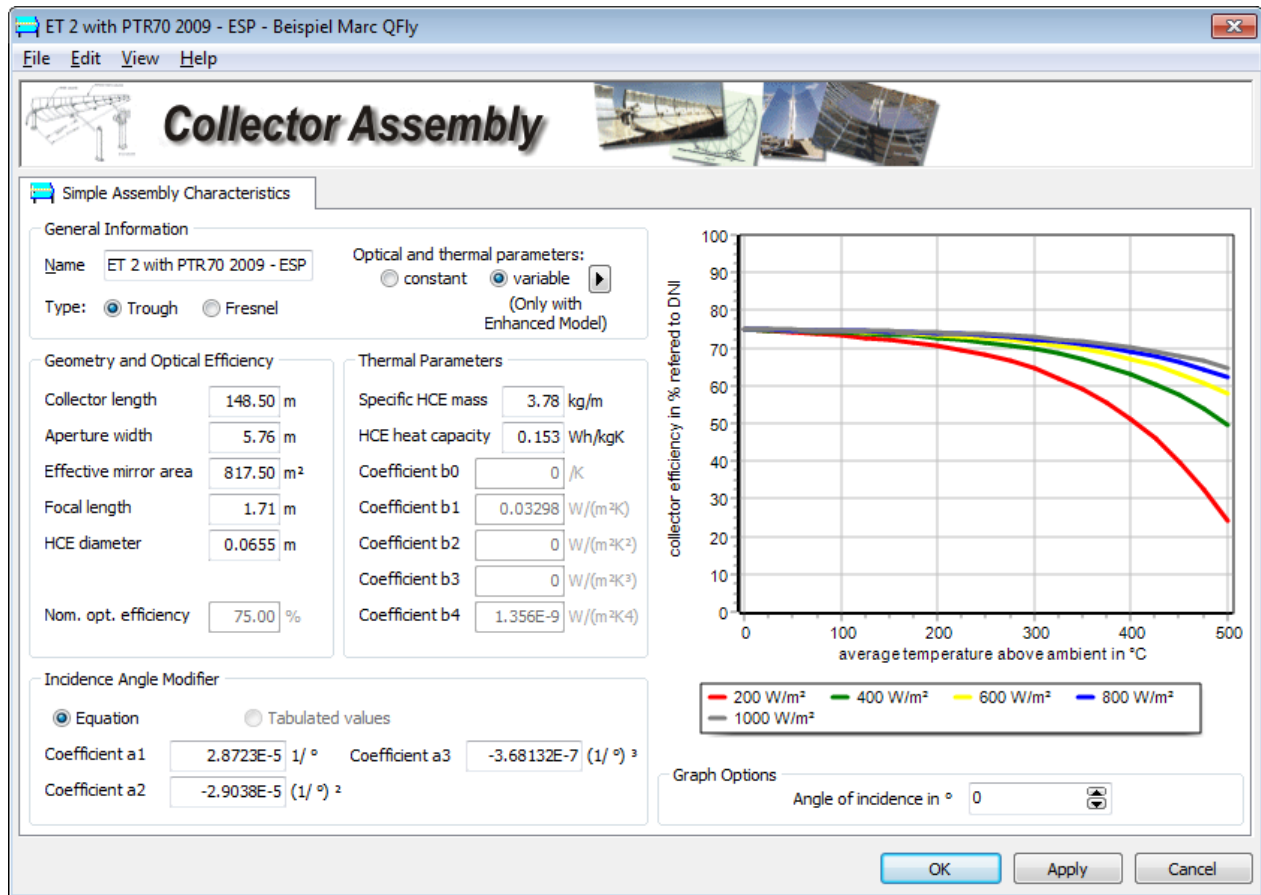 ET 2 with PTR70 2009 - ESP - Beispiel Marc QFly
File Edit View Help
Collector Assembly
Simple Assembly Characteristics
General Information
Name ET 2 with PTR70 2009 - ESP
Optical and thermal parameters:
constant variable
(Only with
Enhanced Model)
Type: Trough Fresnel
Geometry and Optical Efficiency
Collector length 148.50 m
Aperture width 5.76 m
Effective mirror area 817.50 m²
Focal length 1.71 m
HCE diameter 0.0655 m
Nom. opt. efficiency 75.00 %
Thermal Parameters
Specific HCE mass 3.78 kg/m
HCE heat capacity 0.153 Wh/kgK
Coefficient b0 0 /K
Coefficient b1 0.03298 W/(m²K)
Coefficient b2 0 W/(m²K²)
Coefficient b3 0 W/(m²K³)
Coefficient b4 1.356E-9 W/(m²K4)
Incidence Angle Modifier
Equation Tabulated values
Coefficient a1 2.8723E-5 1/ °
Coefficient a3 -3.68132E-7 (1/ °) ³
Coefficient a2 -2.9038E-5 (1/ °) ²
collector efficiency in % refered to DNI
100
90
80
70
60
50
40
30
20
10
0
0 100 200 300 400 500
average temperature above ambient in °C
200 W/m² 400 W/m² 600 W/m² 800 W/m²
1000 W/m²
Graph Options
Angle of incidence in ° 0
OK Apply Cancel